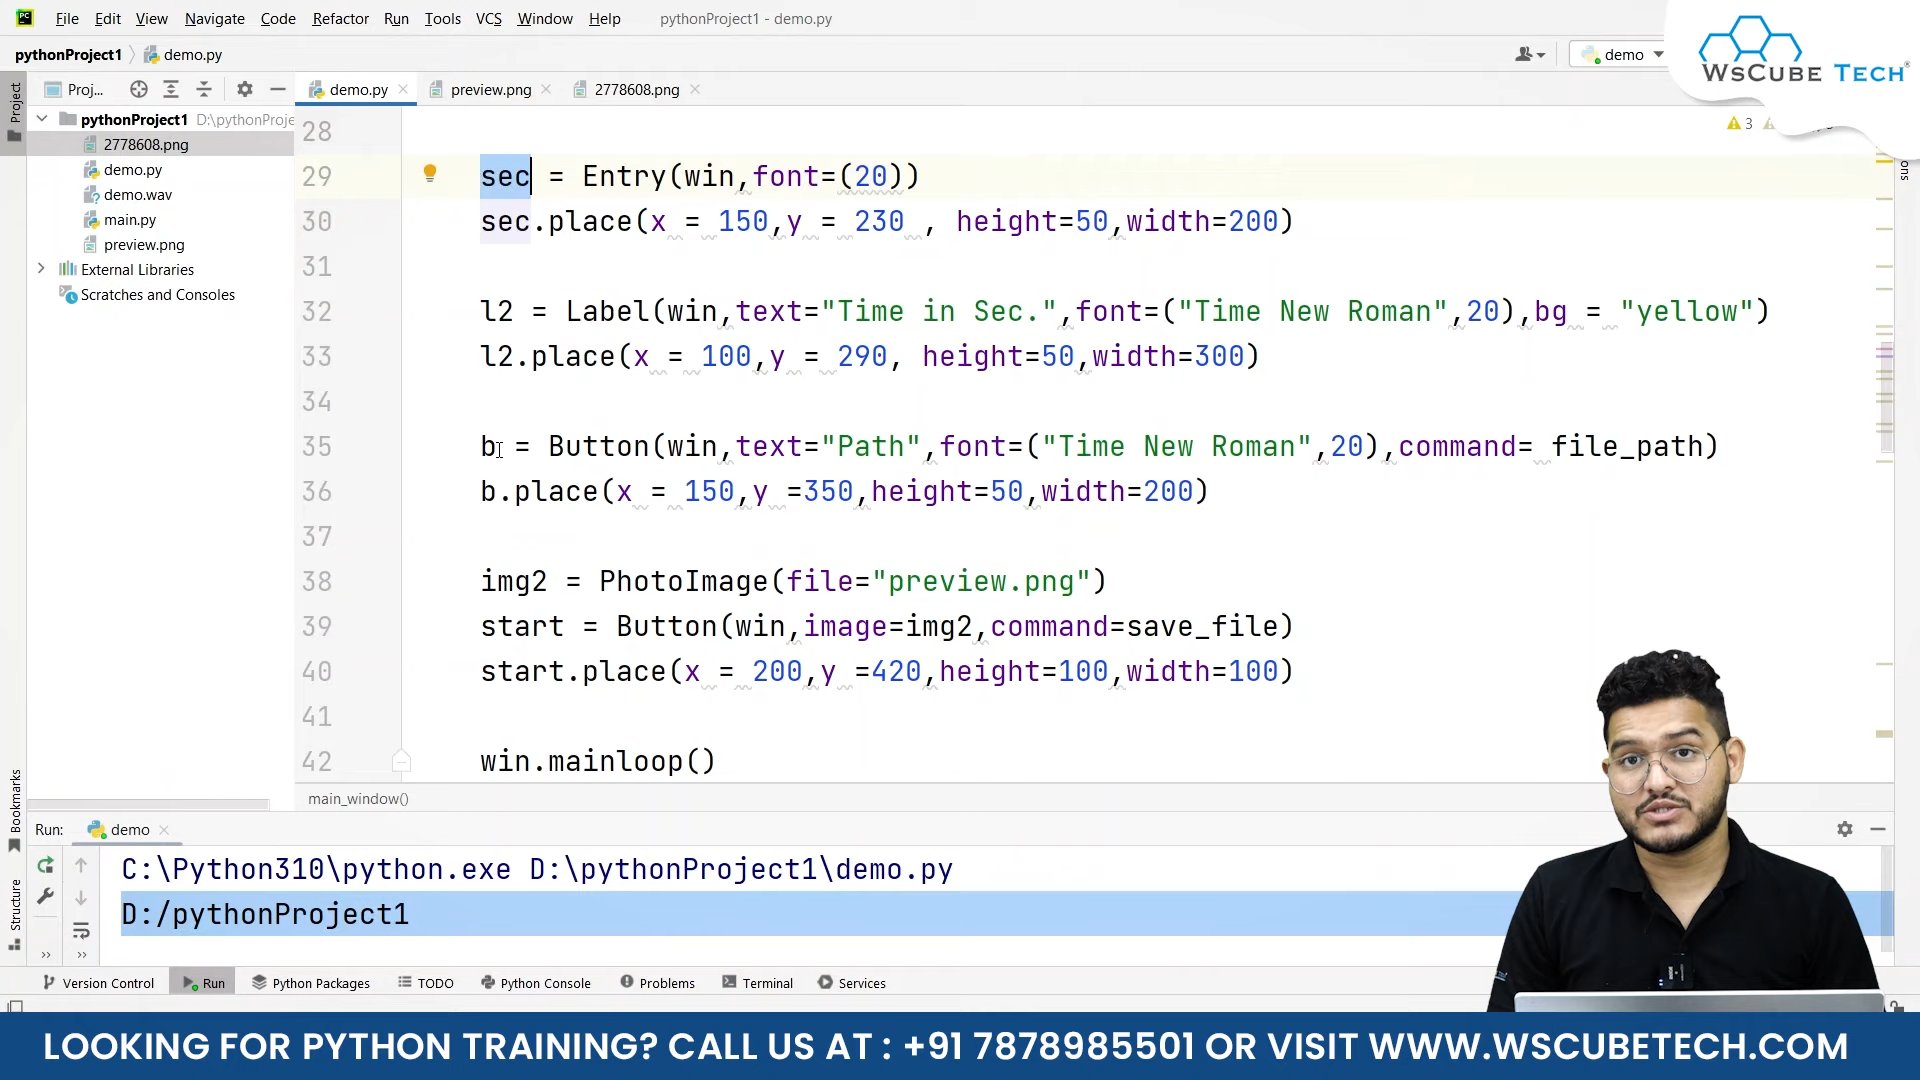 File Edit View Navigate Code Refactor Run Tools VCS Window Help pythonProject1 - demo.py
pythonProject1 demo.py demo
WsCube Tech
Project
Proj... demo.py preview.png 2778608.png
pythonProject1 D:\pythonProje
2778608.png
demo.py
demo.wav
main.py
preview.png
External Libraries
Scratches and Consoles
3
28
29 sec = Entry(win,font=(20))
30 sec.place(x = 150,y = 230 , height=50,width=200)
31
32 l2 = Label(win,text="Time in Sec.",font=("Time New Roman",20),bg = "yellow")
33 l2.place(x = 100,y = 290, height=50,width=300)
34
35 b = Button(win,text="Path",font=("Time New Roman",20),command= file_path)
36 b.place(x = 150,y =350,height=50,width=200)
37
38 img2 = PhotoImage(file="preview.png")
39 start = Button(win,image=img2,command=save_file)
40 start.place(x = 200,y =420,height=100,width=100)
41
42 win.mainloop()
main_window()
Bookmarks
Structure
Run: demo
C:\Python310\python.exe D:\pythonProject1\demo.py
D:/pythonProject1
Version Control Run Python Packages TODO Python Console Problems Terminal Services
LOOKING FOR PYTHON TRAINING? CALL US AT : +91 7878985501 OR VISIT WWW.WSCUBETECH.COM